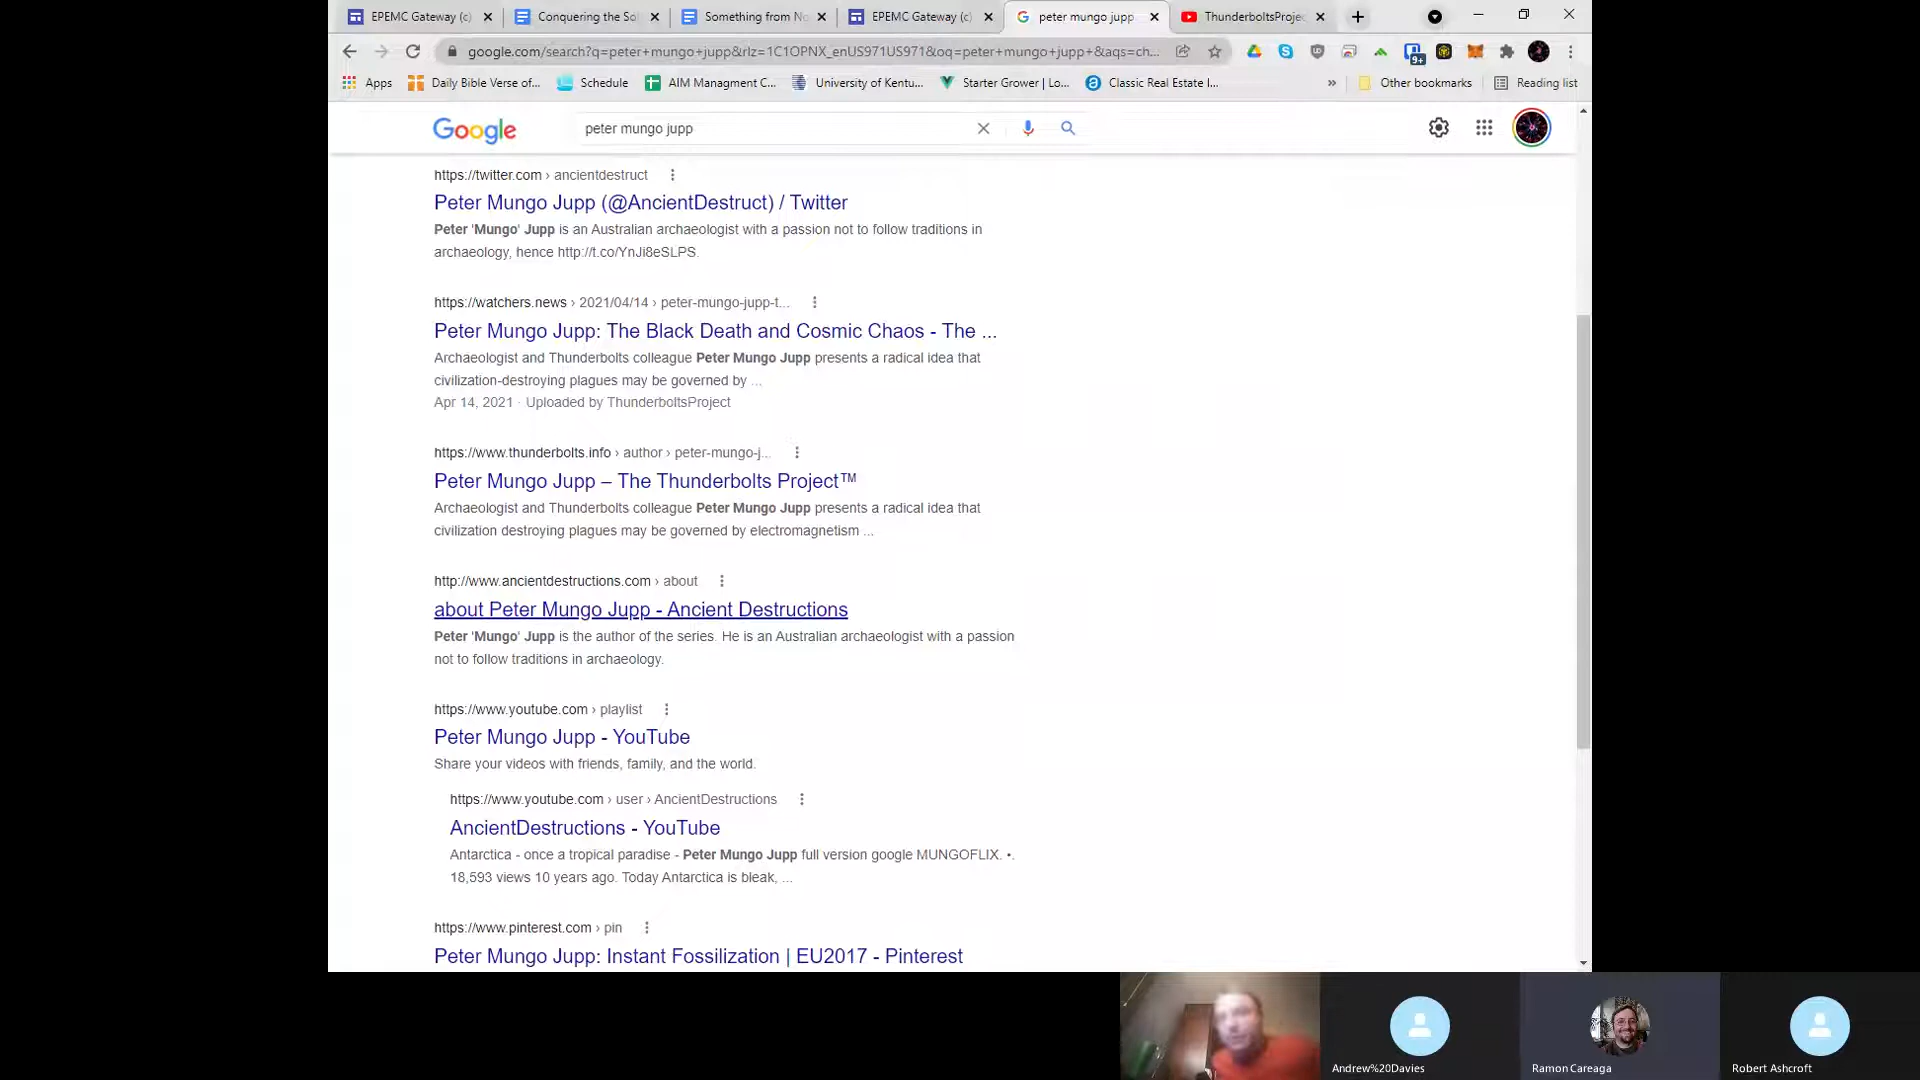 EPEMC Gateway (c)
Conquering the So
Something from N
EPEMC Gateway (c)
peter mungo jupp
ThunderboltsProje
google.com/search?q=peter+mungo+jupp&rlz=1C1OPNX_enUS971US971&oq=peter+mungo+jupp+&aqs=ch...
9+
Apps
Daily Bible Verse of...
Schedule
AIM Managment C...
University of Kentu...
Starter Grower | Lo...
Classic Real Estate I...
»
Other bookmarks
Reading list
Google
peter mungo jupp
https://twitter.com › ancientdestruct
Peter Mungo Jupp (@AncientDestruct) / Twitter
Peter 'Mungo' Jupp is an Australian archaeologist with a passion not to follow traditions in
archaeology, hence http://t.co/YnJi8eSLPS.
https://watchers.news › 2021/04/14 › peter-mungo-jupp-t...
Peter Mungo Jupp: The Black Death and Cosmic Chaos - The ...
Archaeologist and Thunderbolts colleague Peter Mungo Jupp presents a radical idea that
civilization-destroying plagues may be governed by ...
Apr 14, 2021 · Uploaded by ThunderboltsProject
https://www.thunderbolts.info › author › peter-mungo-j...
Peter Mungo Jupp – The Thunderbolts Project™
Archaeologist and Thunderbolts colleague Peter Mungo Jupp presents a radical idea that
civilization destroying plagues may be governed by electromagnetism ...
http://www.ancientdestructions.com › about
about Peter Mungo Jupp - Ancient Destructions
Peter 'Mungo' Jupp is the author of the series. He is an Australian archaeologist with a passion
not to follow traditions in archaeology.
https://www.youtube.com › playlist
Peter Mungo Jupp - YouTube
Share your videos with friends, family, and the world.
https://www.youtube.com › user › AncientDestructions
AncientDestructions - YouTube
Antarctica - once a tropical paradise - Peter Mungo Jupp full version google MUNGOFLIX. •.
18,593 views 10 years ago. Today Antarctica is bleak, ...
https://www.pinterest.com › pin
Peter Mungo Jupp: Instant Fossilization | EU2017 - Pinterest
Andrew%20Davies
Ramon Careaga
Robert Ashcroft